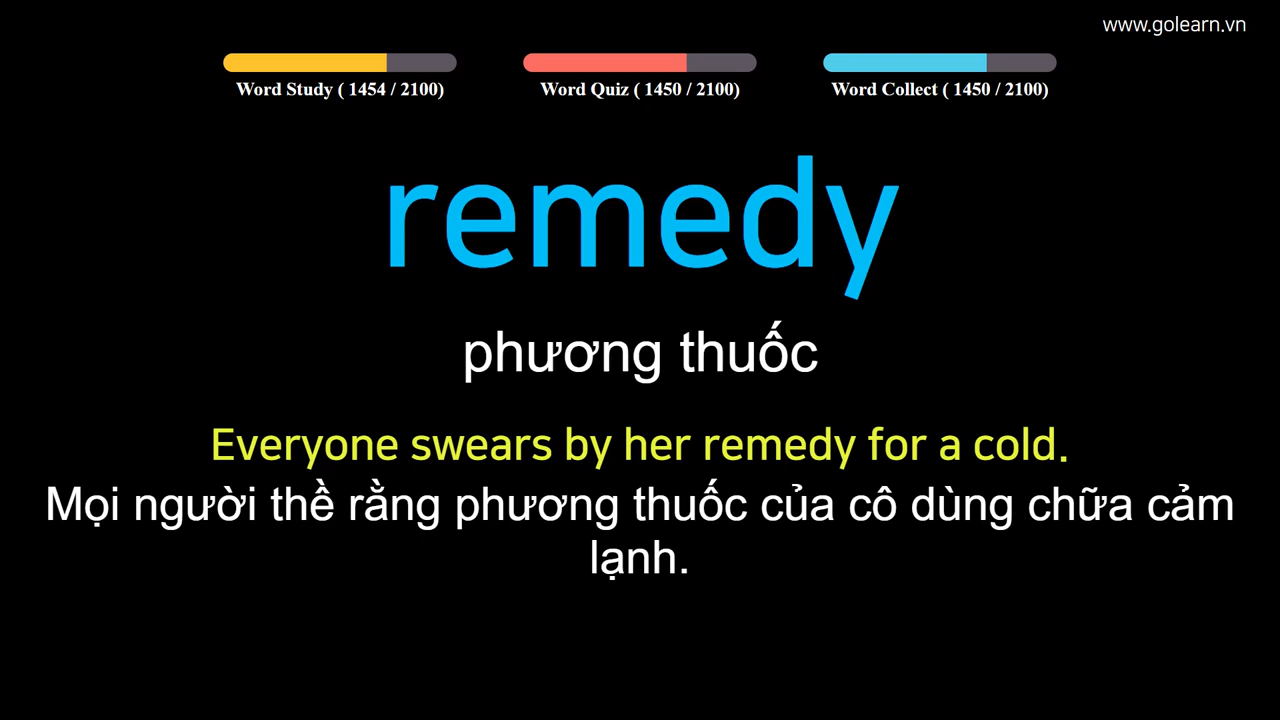 www.golearn.vn
Word Study ( 1454 / 2100)
Word Quiz ( 1450 / 2100)
Word Collect ( 1450 / 2100)
remedy
phương thuốc
Everyone swears by her remedy for a cold.
Mọi người thề rằng phương thuốc của cô dùng chữa cảm
lạnh.